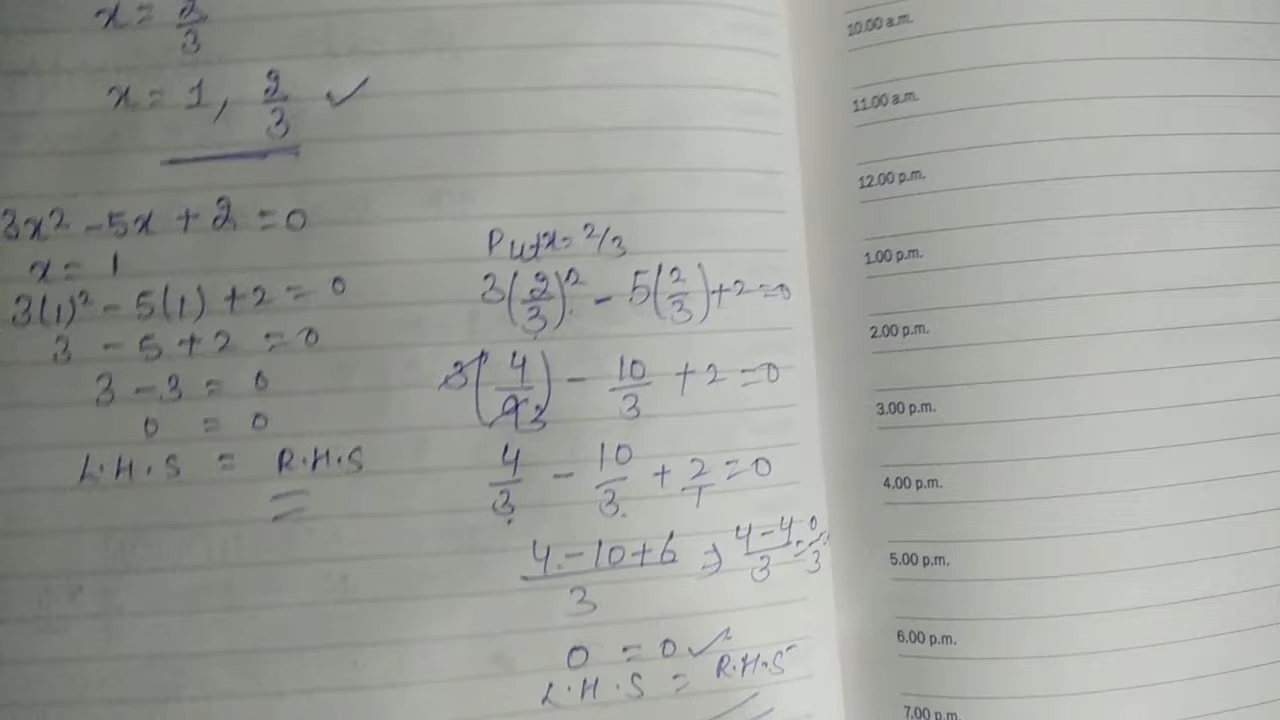 x = 2/3
x = 1, 2/3 ✓
3x² - 5x + 2 = 0
x = 1
3(1)² - 5(1) + 2 = 0
3 - 5 + 2 = 0
3 - 3 = 0
0 = 0
L.H.S = R.H.S
Put x = 2/3
3(2/3)² - 5(2/3) + 2 = 0
3(4/9 3) - 10/3 + 2 = 0
4/3 - 10/3 + 2/1 = 0
(4 - 10 + 6)/3 ⇒ (4 - 4)/3 = 0/3
0 = 0 ✓
L.H.S = R.H.S
10.00 a.m.
11.00 a.m.
12.00 p.m.
1.00 p.m.
2.00 p.m.
3.00 p.m.
4.00 p.m.
5.00 p.m.
6.00 p.m.
7.00 p.m.